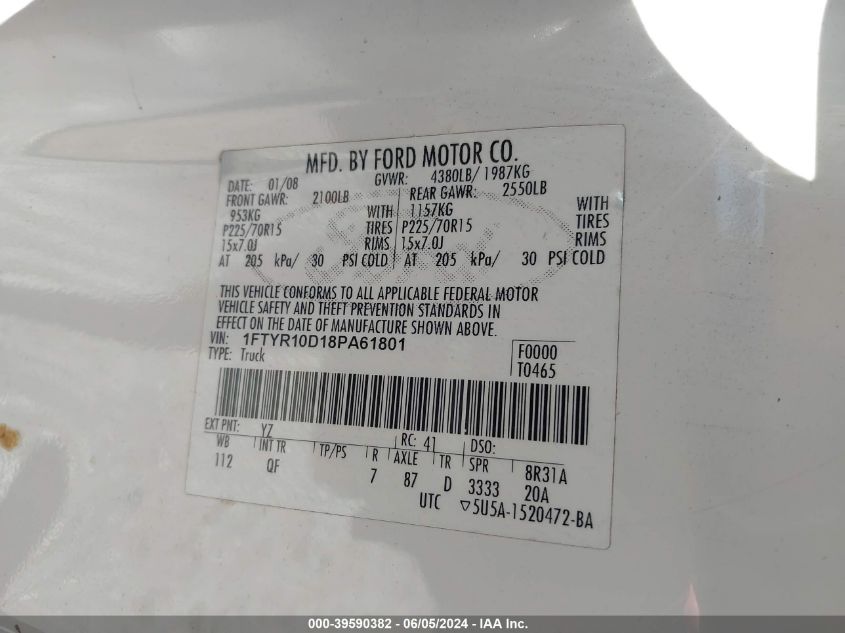 MFD. BY FORD MOTOR CO.
DATE: 01/08 GVWR: 4380LB/ 1987KG
FRONT GAWR: 2100LB REAR GAWR: 2550LB
953KG WITH 1157KG WITH
P225/70R15 TIRES P225/70R15 TIRES
15x7.0J RIMS 15x7.0J RIMS
AT 205 kPa/ 30 PSI COLD AT 205 kPa/ 30 PSI COLD
THIS VEHICLE CONFORMS TO ALL APPLICABLE FEDERAL MOTOR
VEHICLE SAFETY AND THEFT PREVENTION STANDARDS IN
EFFECT ON THE DATE OF MANUFACTURE SHOWN ABOVE.
VIN: 1FTYR10D18PA61801 F0000
TYPE: Truck T0465
EXT PNT: YZ RC: 41 DSO:
WB INT TR TP/PS R AXLE TR SPR 8R31A
112 QF 7 87 D 3333 20A
UTC ▽5U5A-1520472-BA
000-39590382 - 06/05/2024 - IAA Inc.